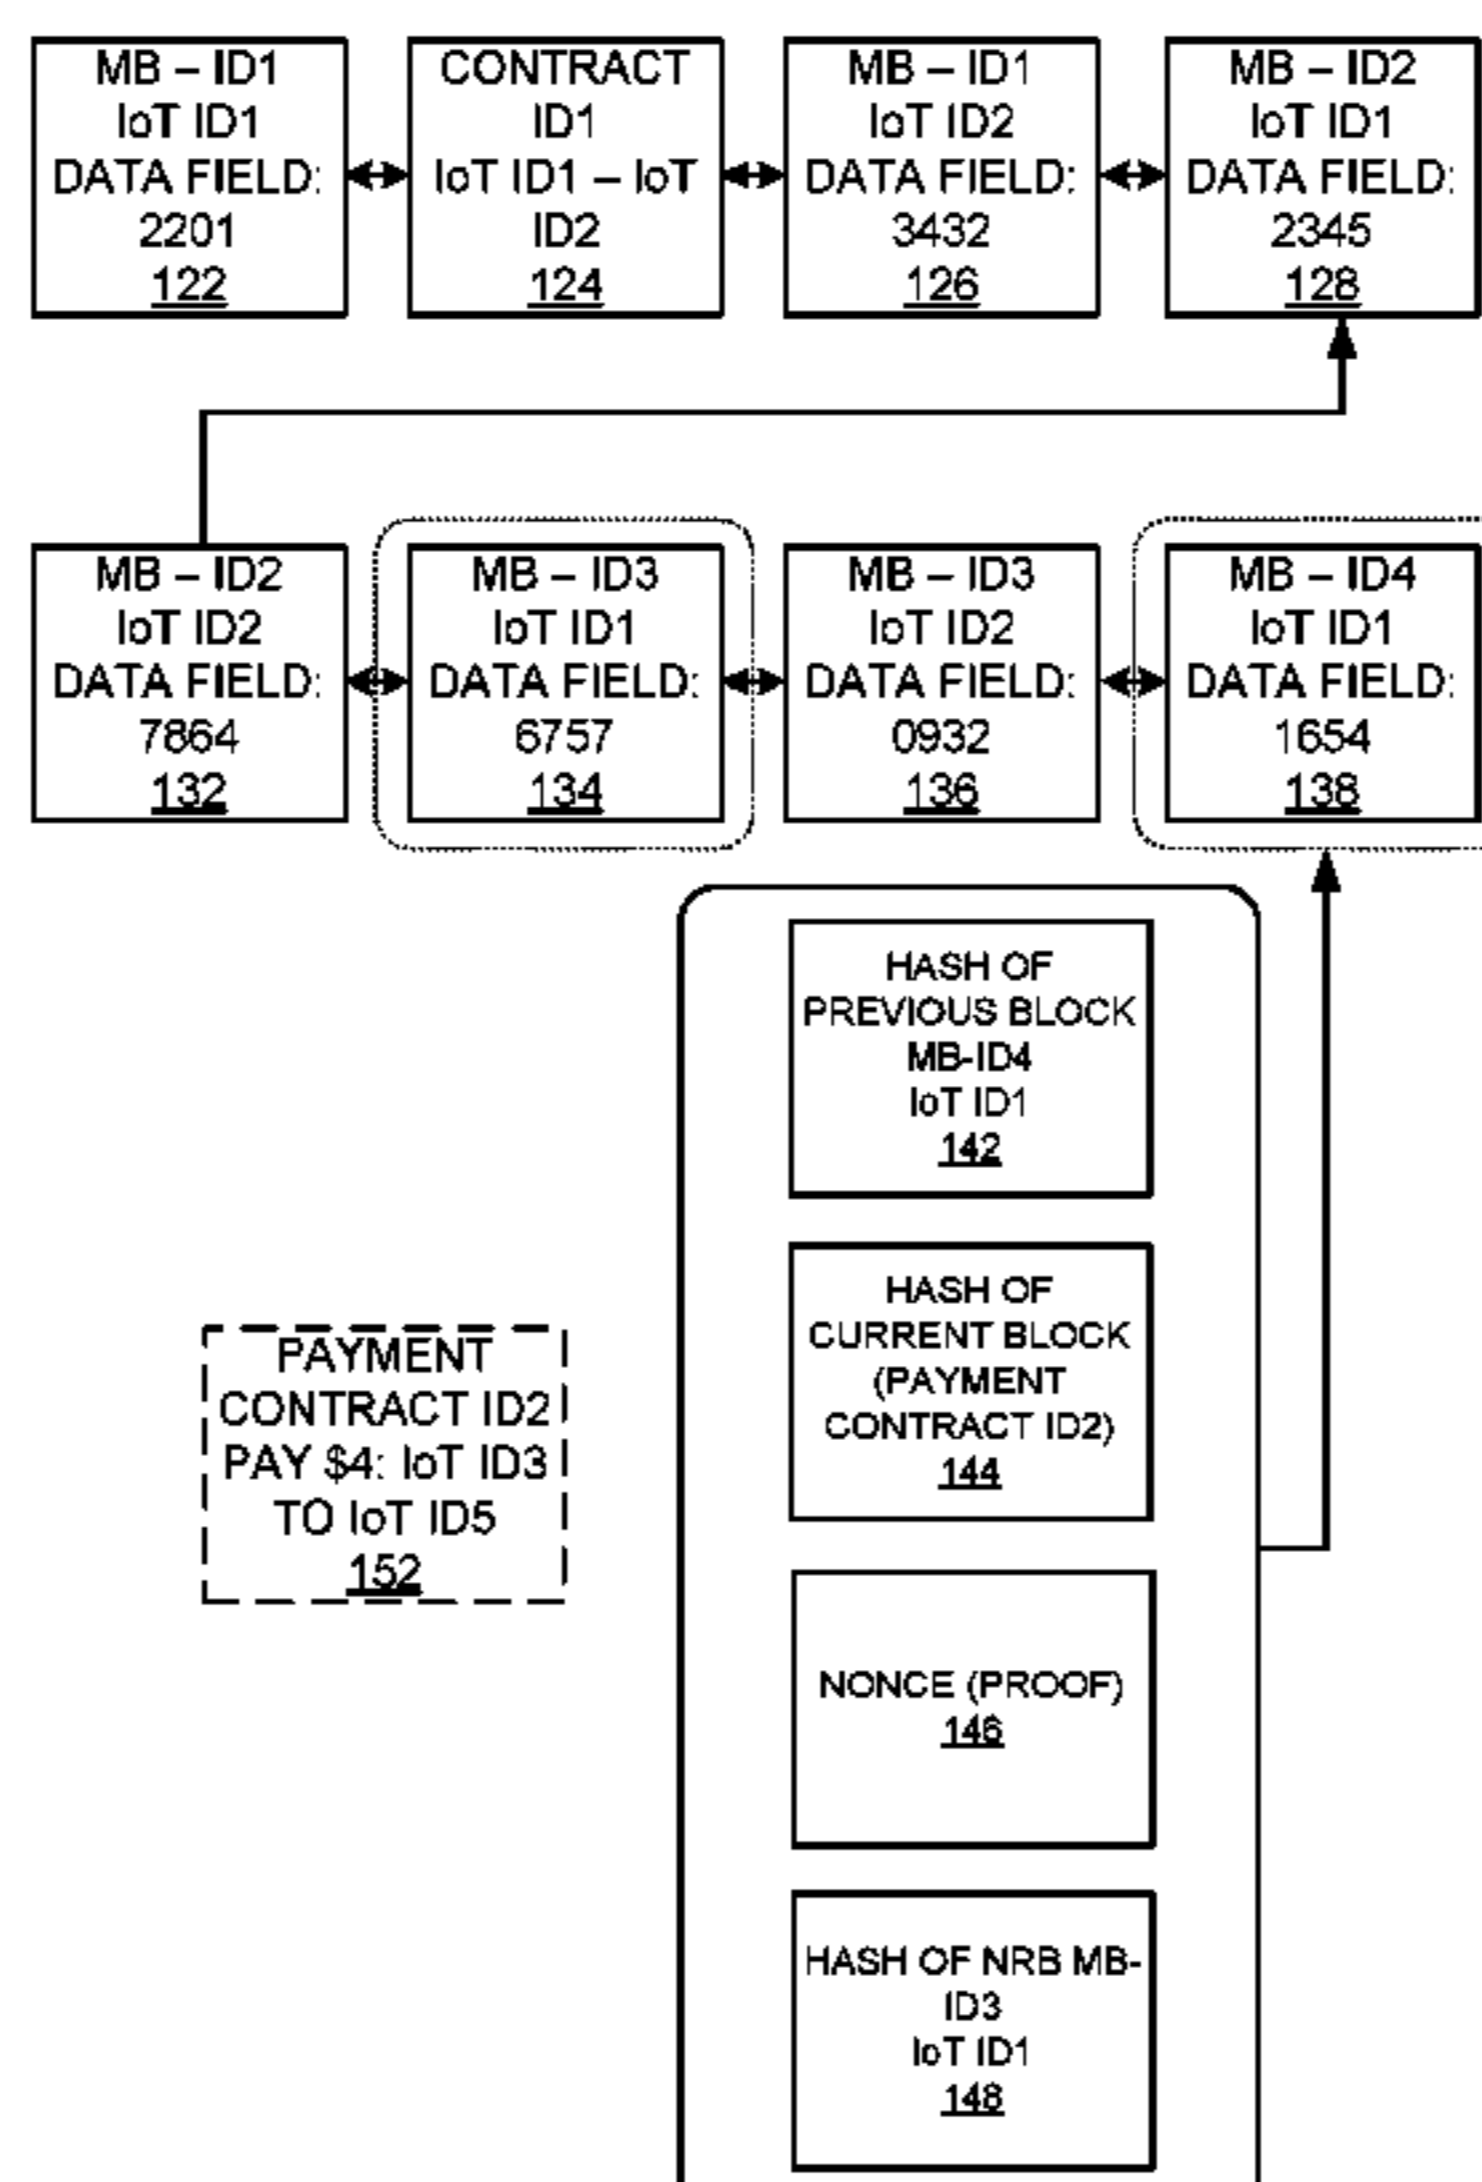 MB – ID1
IoT ID1
DATA FIELD:
2201
122
CONTRACT
ID1
IoT ID1 – IoT
ID2
124
MB – ID1
IoT ID2
DATA FIELD:
3432
126
MB – ID2
IoT ID1
DATA FIELD:
2345
128
MB – ID2
IoT ID2
DATA FIELD:
7864
132
MB – ID3
IoT ID1
DATA FIELD:
6757
134
MB – ID3
IoT ID2
DATA FIELD:
0932
136
MB – ID4
IoT ID1
DATA FIELD:
1654
138
HASH OF
PREVIOUS BLOCK
MB-ID4
IoT ID1
142
HASH OF
CURRENT BLOCK
(PAYMENT
CONTRACT ID2)
144
PAYMENT
CONTRACT ID2
PAY $4: IoT ID3
TO IoT ID5
152
NONCE (PROOF)
146
HASH OF NRB MB-
ID3
IoT ID1
148